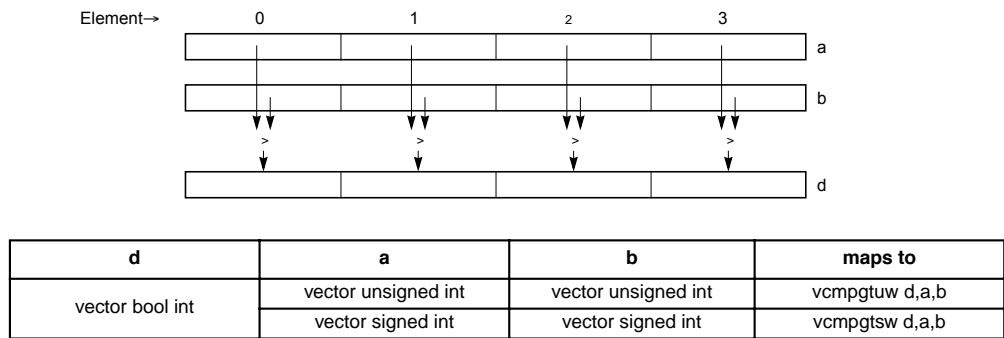 Element→ 0 1 2 3
a
b
> > > >
d
d a b maps to
vector bool int
vector unsigned int vector unsigned int vcmpgtuw d,a,b
vector signed int vector signed int vcmpgtsw d,a,b